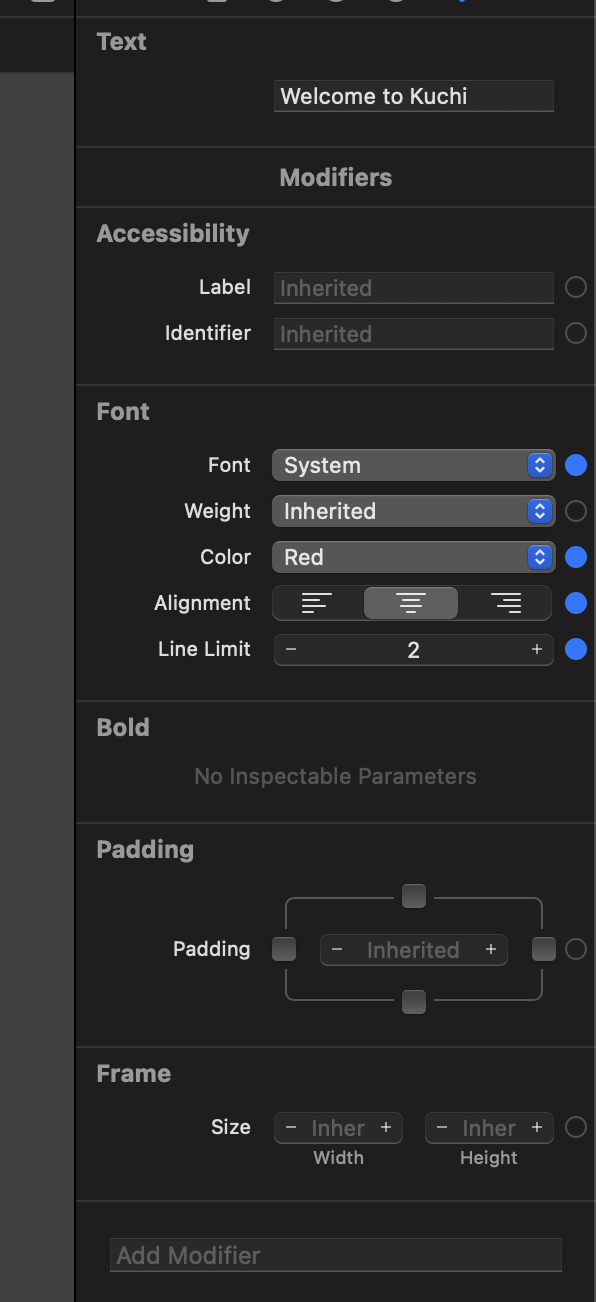 Text
Welcome to Kuchi
Modifiers
Accessibility
Label Inherited
Identifier Inherited
Font
Font System
Weight Inherited
Color Red
Alignment
Line Limit − 2 +
Bold
No Inspectable Parameters
Padding
Padding − Inherited +
Frame
Size − Inher + − Inher +
Width Height
Add Modifier